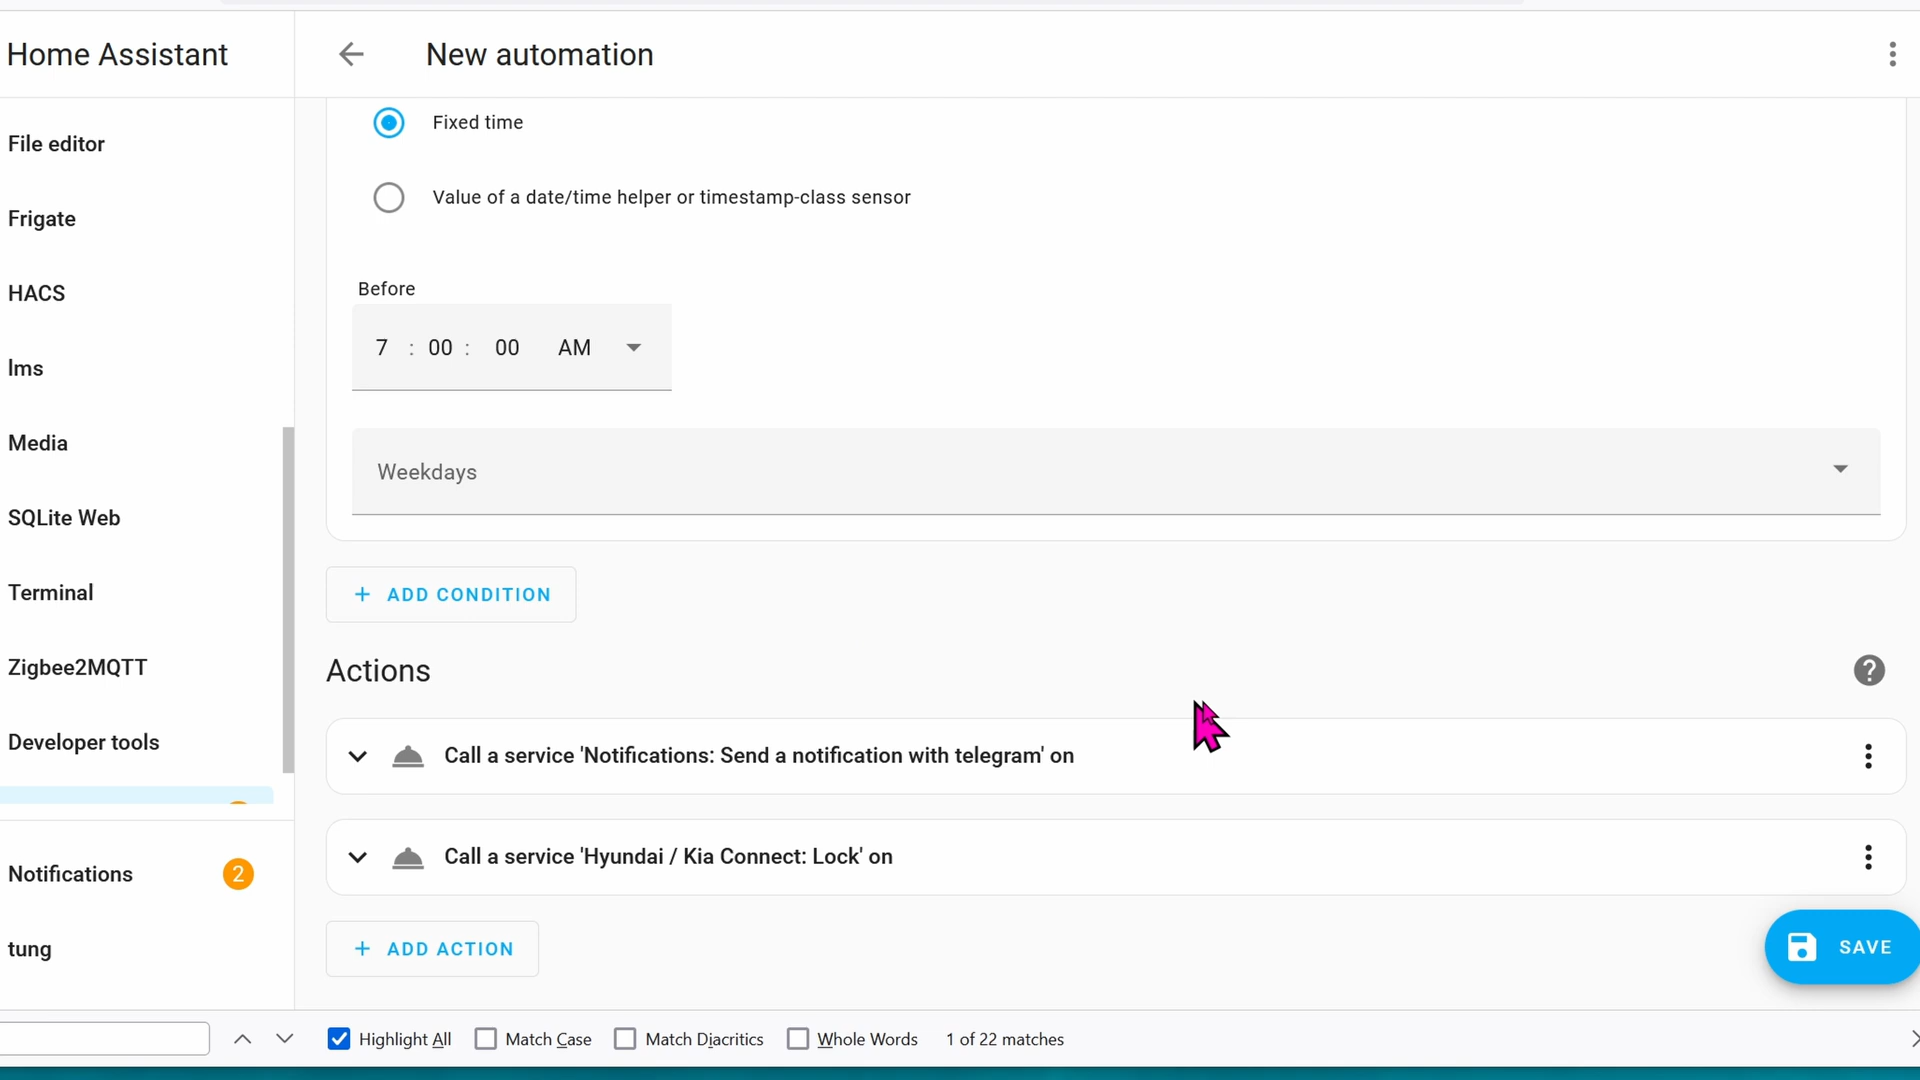 Home Assistant
New automation
File editor
Frigate
HACS
lms
Media
SQLite Web
Terminal
Zigbee2MQTT
Developer tools
Notifications
2
tung
Fixed time
Value of a date/time helper or timestamp-class sensor
Before
7 : 00 : 00 AM
Weekdays
+ ADD CONDITION
Actions
?
Call a service 'Notifications: Send a notification with telegram' on
Call a service 'Hyundai / Kia Connect: Lock' on
+ ADD ACTION
SAVE
Highlight All Match Case Match Diacritics Whole Words 1 of 22 matches